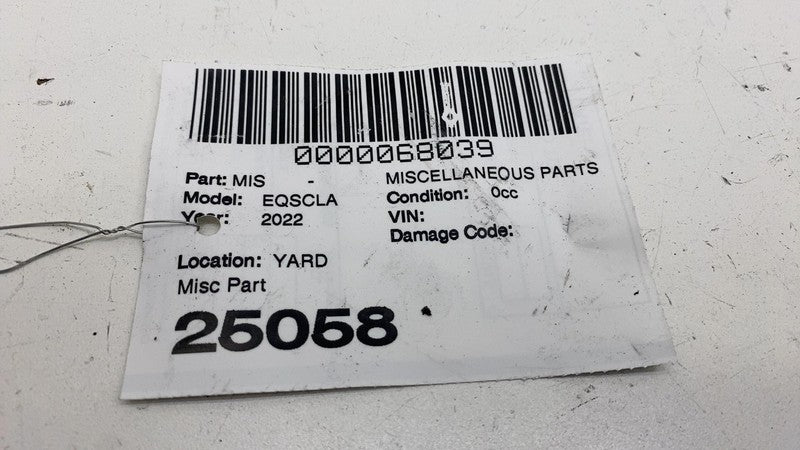 0000068039
Part: MIS - MISCELLANEOUS PARTS
Model: EQSCLA Condition: 0cc
Year: 2022 VIN:
Damage Code:
Location: YARD
Misc Part
25058